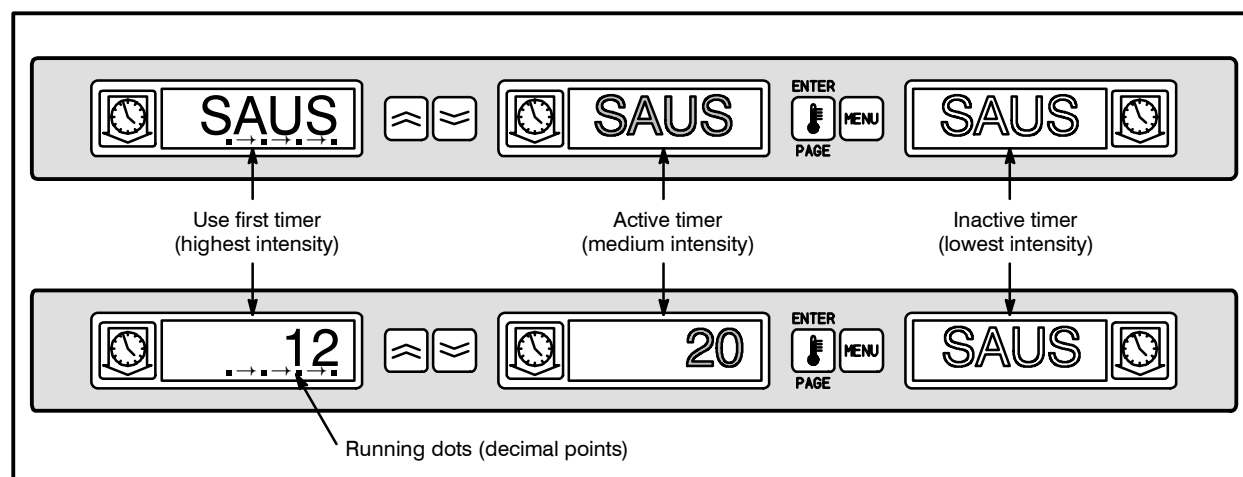 ENTER
SAUS SAUS MENU SAUS
PAGE
Use first timer
(highest intensity)
Active timer
(medium intensity)
Inactive timer
(lowest intensity)
ENTER
12 20 MENU SAUS
PAGE
Running dots (decimal points)